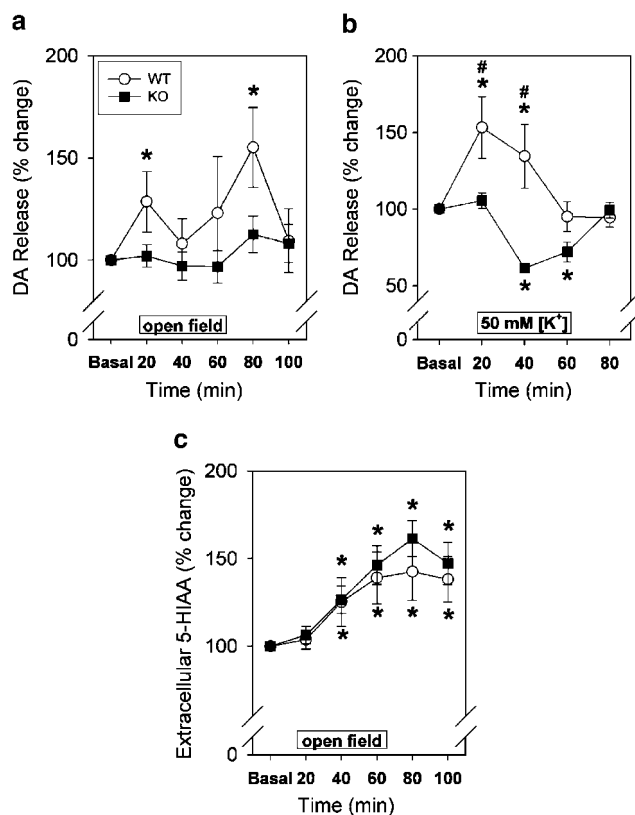 a
DA Release (% change)
200
150
100
0
WT
KO
*
*
open field
Basal 20 40 60 80 100
Time (min)
b
DA Release (% change)
200
150
100
50
0
#
*
#
*
*
*
50 mM [K+]
Basal 20 40 60 80
Time (min)
c
Extracellular 5-HIAA (% change)
200
150
100
0
*
*
*
*
*
*
*
*
open field
Basal 20 40 60 80 100
Time (min)